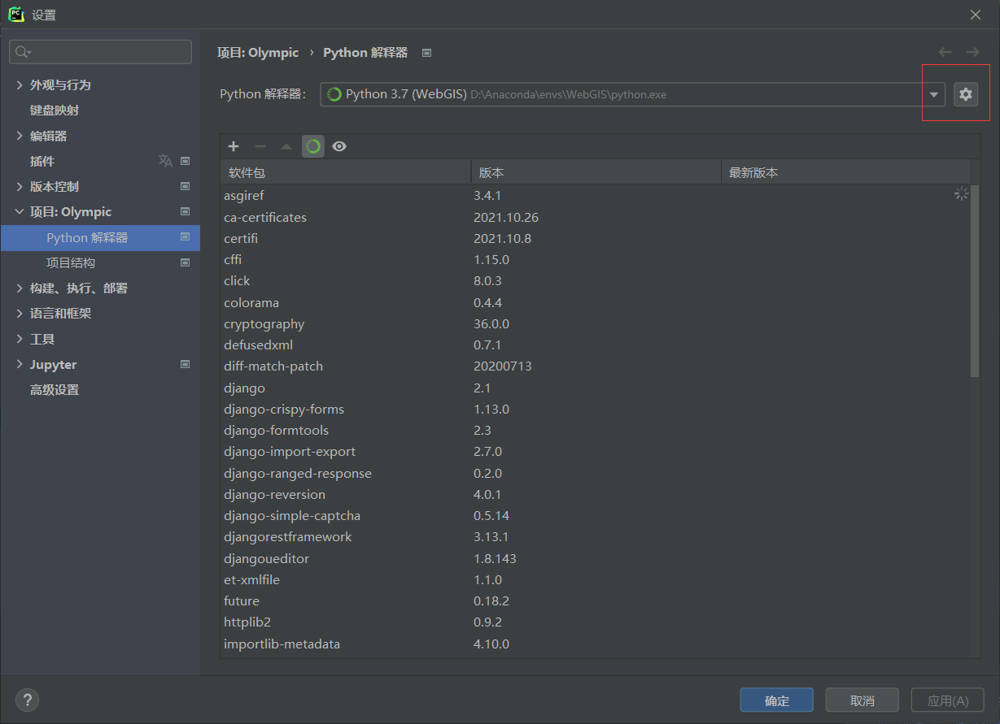 PC 设置
项目: Olympic › Python 解释器
Python 解释器: Python 3.7 (WebGIS) D:\Anaconda\envs\WebGIS\python.exe
外观与行为
键盘映射
编辑器
插件
版本控制
项目: Olympic
Python 解释器
项目结构
构建、执行、部署
语言和框架
工具
Jupyter
高级设置
软件包 版本 最新版本
asgiref 3.4.1
ca-certificates 2021.10.26
certifi 2021.10.8
cffi 1.15.0
click 8.0.3
colorama 0.4.4
cryptography 36.0.0
defusedxml 0.7.1
diff-match-patch 20200713
django 2.1
django-crispy-forms 1.13.0
django-formtools 2.3
django-import-export 2.7.0
django-ranged-response 0.2.0
django-reversion 4.0.1
django-simple-captcha 0.5.14
djangorestframework 3.13.1
djangoueditor 1.8.143
et-xmlfile 1.1.0
future 0.18.2
httplib2 0.9.2
importlib-metadata 4.10.0
? 确定 取消 应用(A)